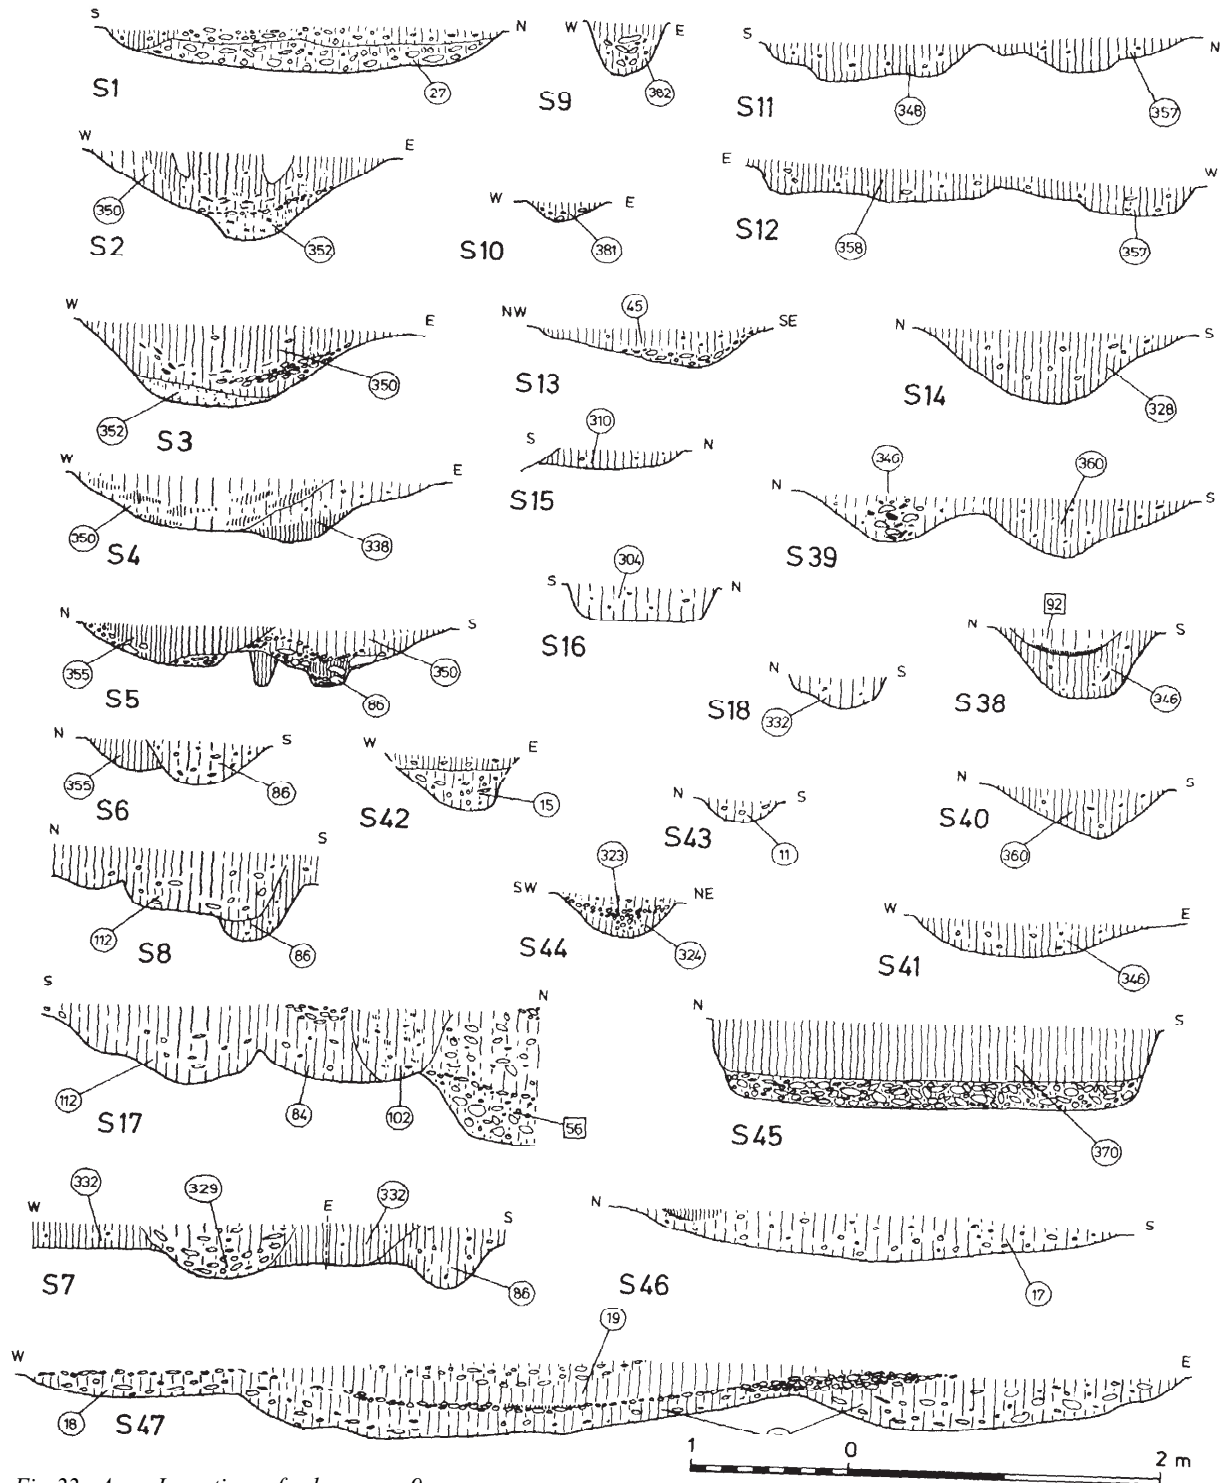 S N
27
S1
W E
382
S9
S N
348 357
S11
W E
350 352
S2
W E
381
S10
E W
358 357
S12
W E
350
352
S3
NW 45 SE
S13
N S
328
S14
S 310 N
S15
W E
350 338
S4
346 360
N S
S39
304
S N
S16
N S
355 350
86
S5
92
N S
346
S38
N S
332
S18
N S
355 86
S6
W E
15
S42
N S
11
S43
N S
360
S40
N S
112 86
S8
323
SW NE
324
S44
W E
346
S41
S N
112 84 102 56
S17
N S
370
S45
332 329 332
W E S
86
S7
N S
17
S46
19
W E
18
S47
1 0 2 m